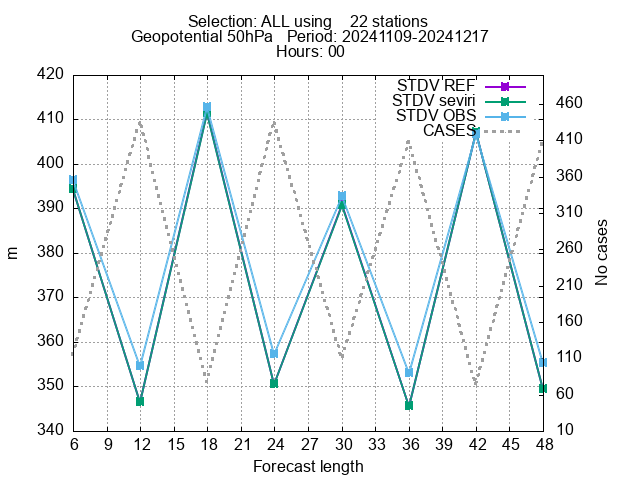 Selection: ALL using    22 stations
Geopotential 50hPa   Period: 20241109-20241217
Hours: 00
STDV REF
STDV seviri
STDV OBS
CASES
420
410
400
390
380
370
360
350
340
m
460
410
360
310
260
210
160
110
60
10
No cases
6 9 12 15 18 21 24 27 30 33 36 39 42 45 48
Forecast length